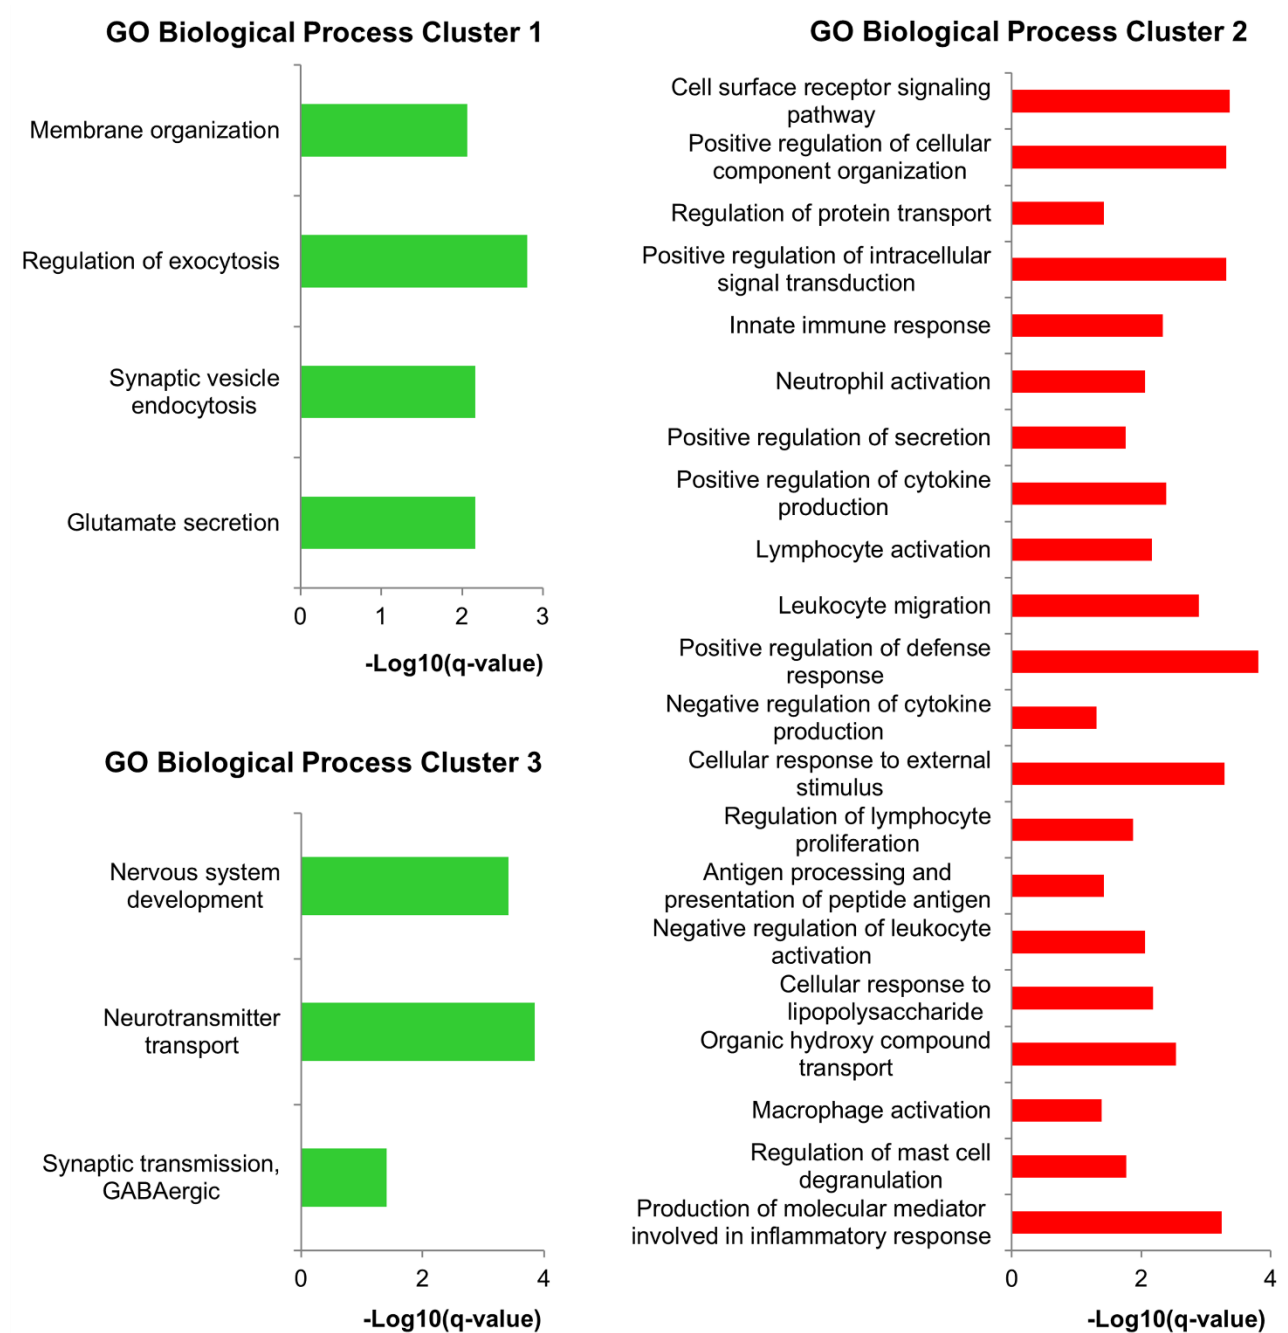 GO Biological Process Cluster 1
Membrane organization
Regulation of exocytosis
Synaptic vesicle
endocytosis
Glutamate secretion
0 1 2 3
-Log10(q-value)
GO Biological Process Cluster 3
Nervous system
development
Neurotransmitter
transport
Synaptic transmission,
GABAergic
0 2 4
-Log10(q-value)
GO Biological Process Cluster 2
Cell surface receptor signaling
pathway
Positive regulation of cellular
component organization
Regulation of protein transport
Positive regulation of intracellular
signal transduction
Innate immune response
Neutrophil activation
Positive regulation of secretion
Positive regulation of cytokine
production
Lymphocyte activation
Leukocyte migration
Positive regulation of defense
response
Negative regulation of cytokine
production
Cellular response to external
stimulus
Regulation of lymphocyte
proliferation
Antigen processing and
presentation of peptide antigen
Negative regulation of leukocyte
activation
Cellular response to
lipopolysaccharide
Organic hydroxy compound
transport
Macrophage activation
Regulation of mast cell
degranulation
Production of molecular mediator
involved in inflammatory response
0 2 4
-Log10(q-value)